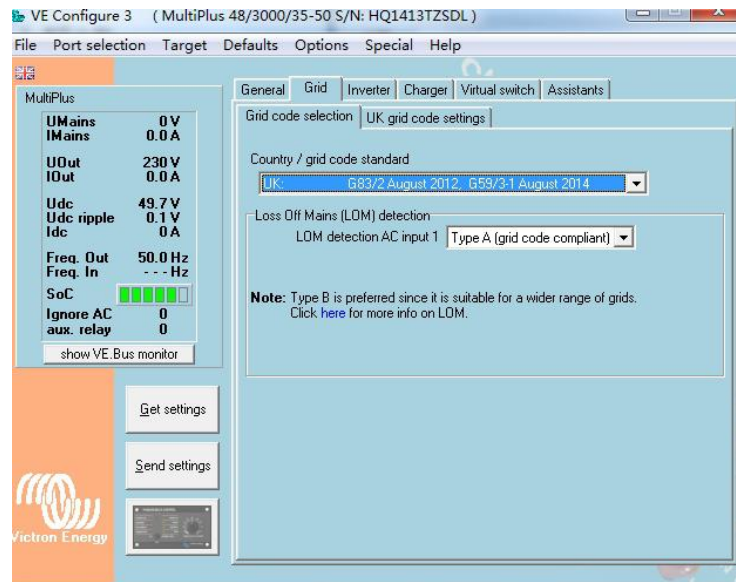 VE Configure 3 ( MultiPlus 48/3000/35-50 S/N: HQ1413TZSDL )
File Port selection Target Defaults Options Special Help
General Grid Inverter Charger Virtual switch Assistants
Grid code selection UK grid code settings
MultiPlus
UMains 0 V
IMains 0.0 A
UOut 230 V
IOut 0.0 A
Udc 49.7 V
Udc ripple 0.1 V
Idc 0 A
Freq. Out 50.0 Hz
Freq. In - - - Hz
SoC
Ignore AC 0
aux. relay 0
show VE.Bus monitor
Get settings
Send settings
victron energy
Country / grid code standard
UK: G83/2 August 2012, G59/3-1 August 2014
Loss Off Mains (LOM) detection
LOM detection AC input 1 Type A (grid code compliant)
Note: Type B is preferred since it is suitable for a wider range of grids.
Click here for more info on LOM.